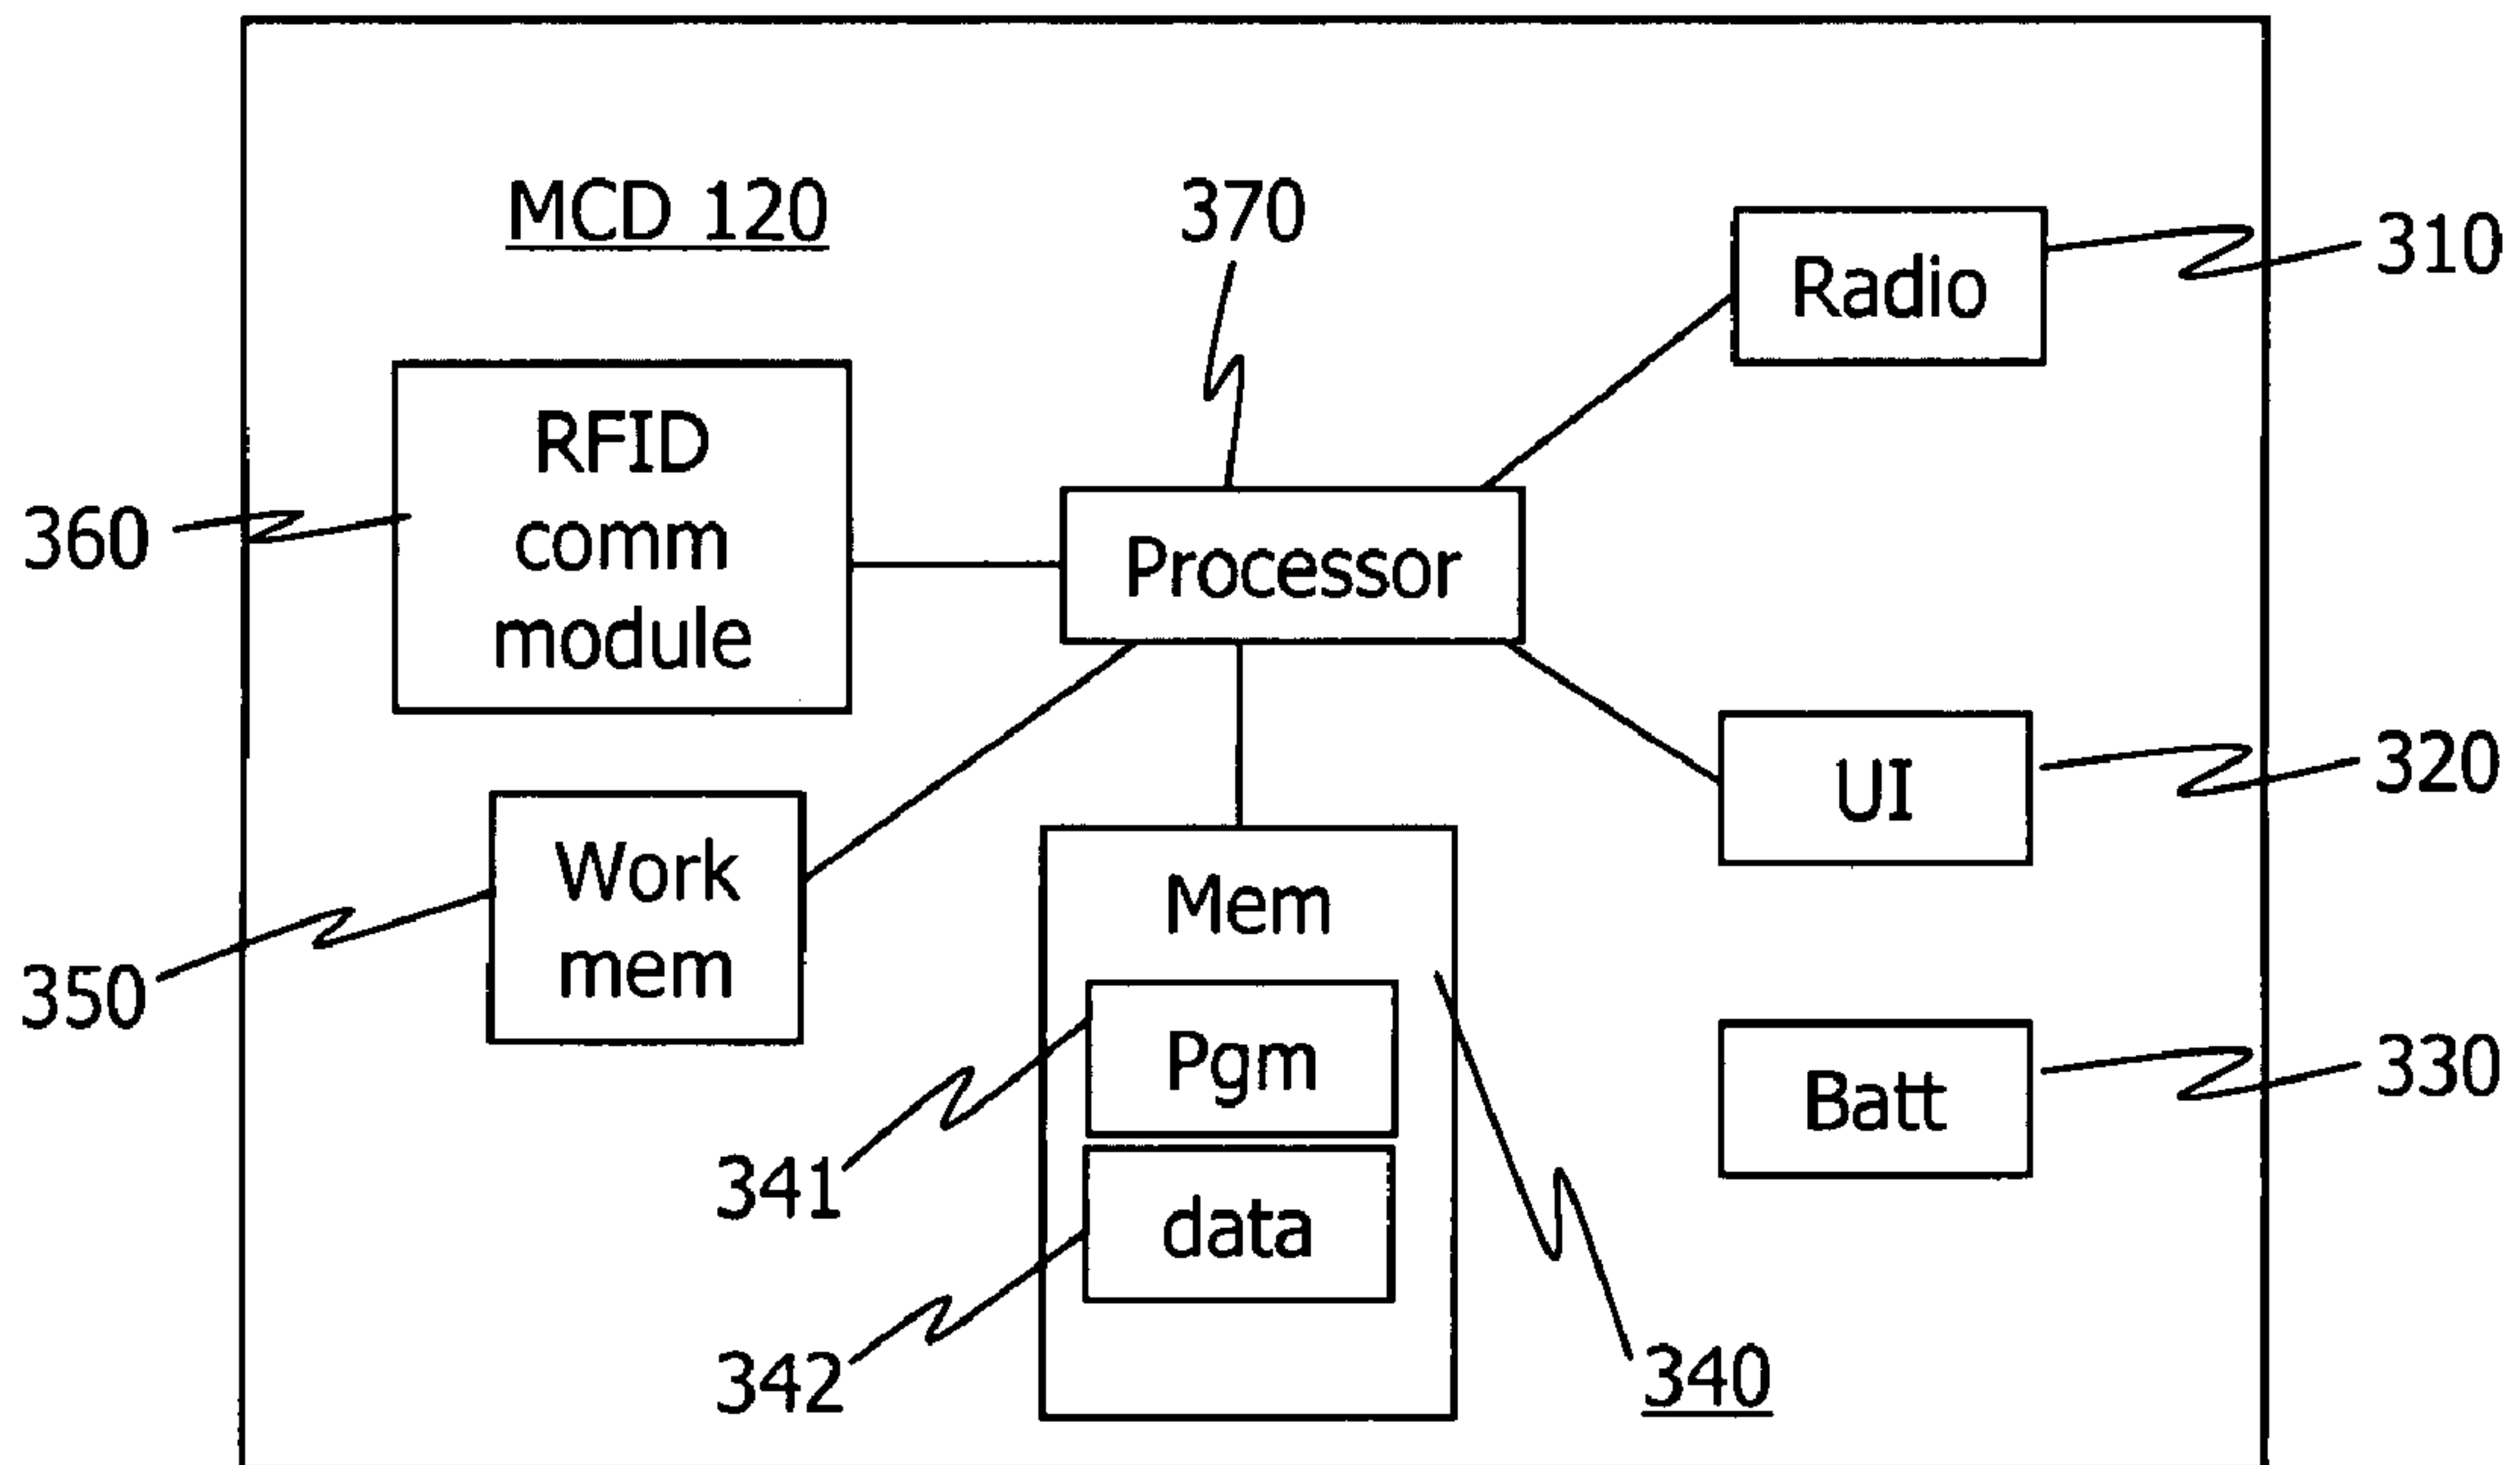 MCD 120
370
310
Radio
RFID
comm
module
360
Processor
320
UI
Work
mem
350
Mem
Pgm
data
341
342
340
330
Batt